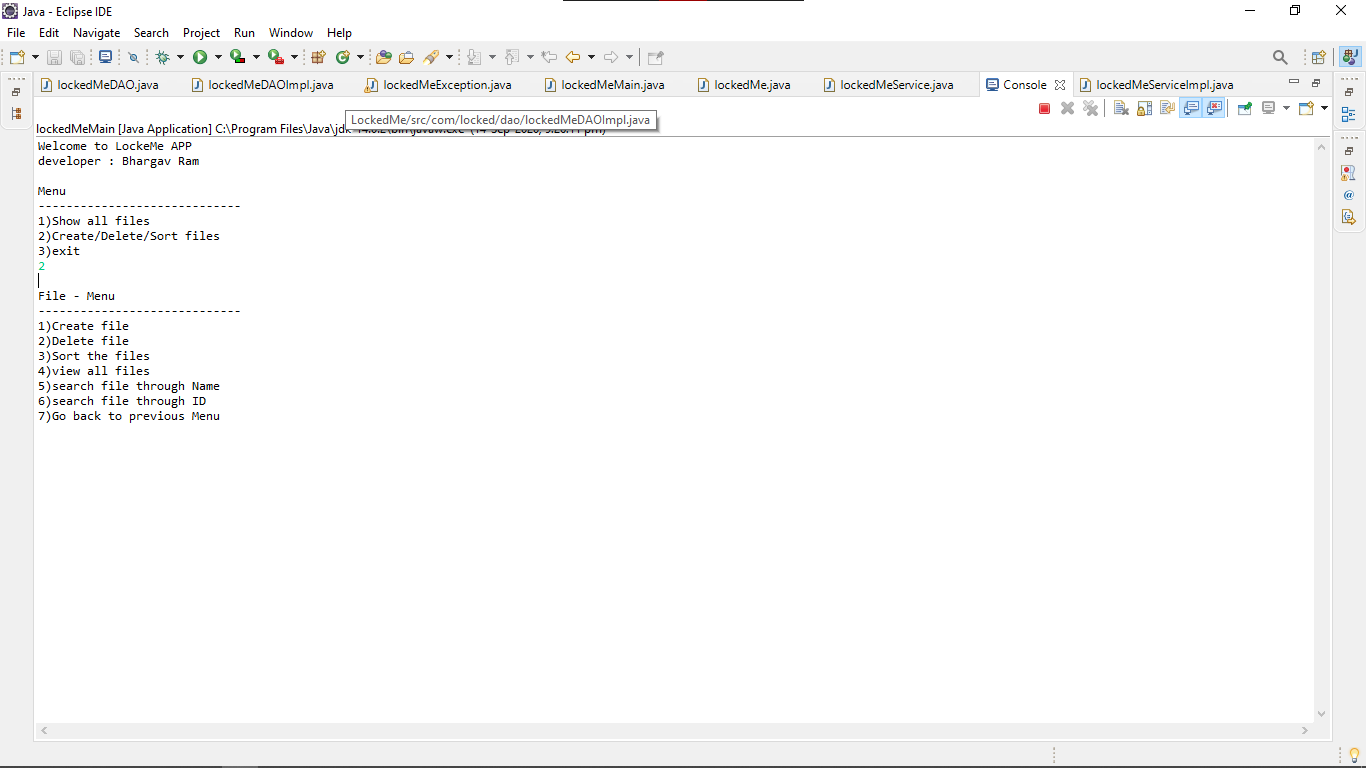 Java - Eclipse IDE
File Edit Navigate Search Project Run Window Help
lockedMeDAO.java lockedMeDAOImpl.java lockedMeException.java lockedMeMain.java lockedMe.java lockedMeService.java Console lockedMeServiceImpl.java
LockedMe/src/com/locked/dao/lockedMeDAOImpl.java
lockedMeMain [Java Application] C:\Program Files\Java\jdk
Welcome to LockeMe APP
developer : Bhargav Ram
Menu
-----------------------------
1)Show all files
2)Create/Delete/Sort files
3)exit
2
File - Menu
-----------------------------
1)Create file
2)Delete file
3)Sort the files
4)view all files
5)search file through Name
6)search file through ID
7)Go back to previous Menu